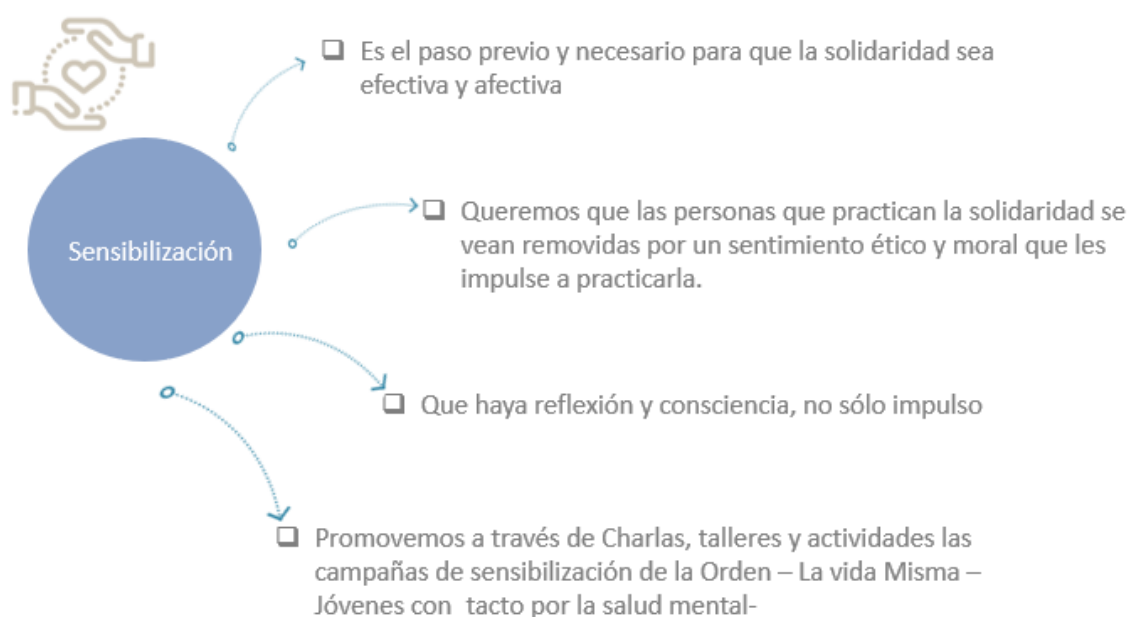 Es el paso previo y necesario para que la solidaridad sea
efectiva y afectiva
Sensibilización
Queremos que las personas que practican la solidaridad se
vean removidas por un sentimiento ético y moral que les
impulse a practicarla.
Que haya reflexión y consciencia, no sólo impulso
Promovemos a través de Charlas, talleres y actividades las
campañas de sensibilización de la Orden – La vida Misma –
Jóvenes con  tacto por la salud mental-